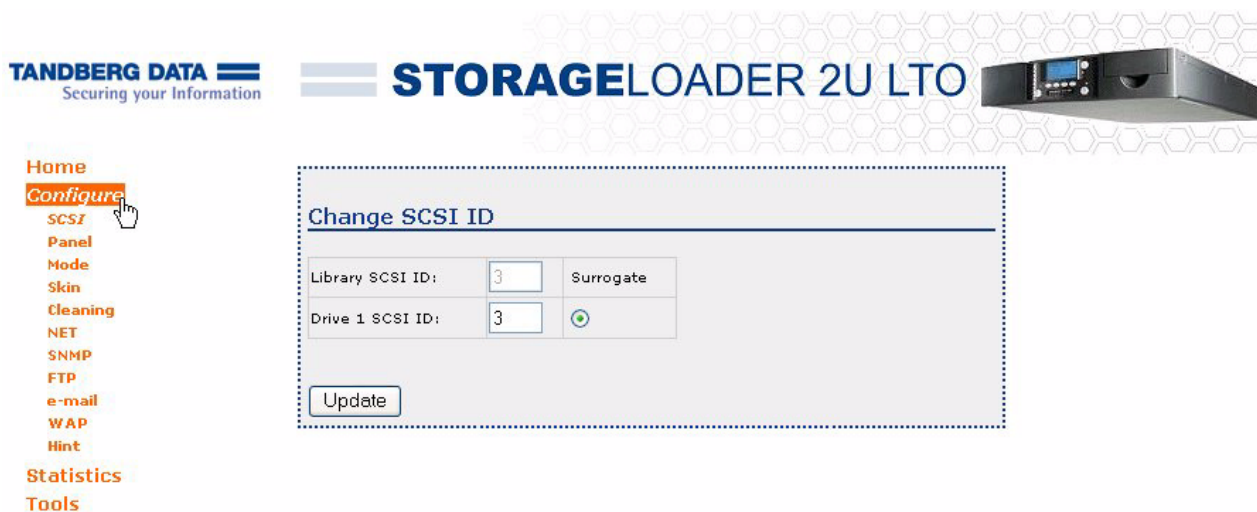 TANDBERG DATA
Securing your Information
STORAGELOADER 2U LTO
Home
Configure
SCSI
Panel
Mode
Skin
Cleaning
NET
SNMP
FTP
e-mail
WAP
Hint
Statistics
Tools
Change SCSI ID
Library SCSI ID: 3 Surrogate
Drive 1 SCSI ID: 3
Update